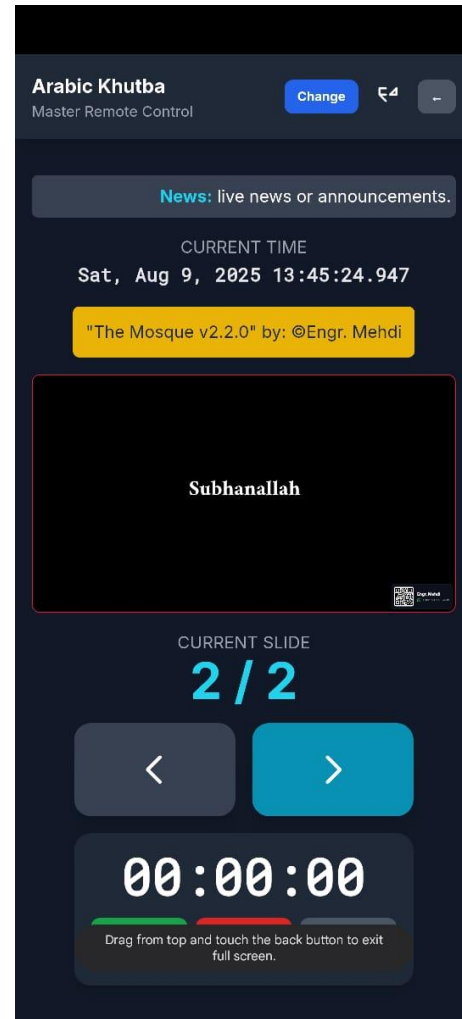 Arabic Khutba
Master Remote Control
Change
←
News: live news or announcements.
CURRENT TIME
Sat, Aug 9, 2025 13:45:24.947
"The Mosque v2.2.0" by: ©Engr. Mehdi
Subhanallah
Engr. Mehdi
CURRENT SLIDE
2 / 2
00:00:00
Drag from top and touch the back button to exit
full screen.